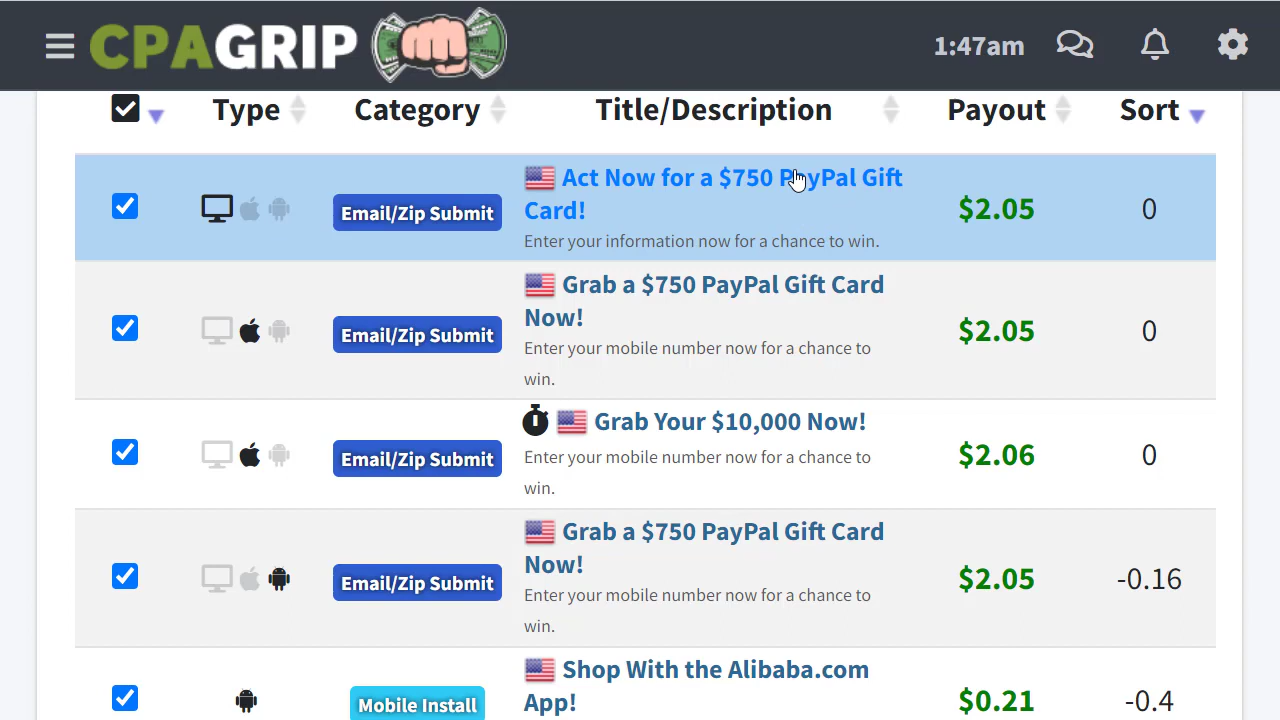 CPAGRIP 1:47am
Type Category Title/Description Payout Sort
Act Now for a $750 PayPal Gift
Card!
Enter your information now for a chance to win.
Email/Zip Submit
$2.05
0
Grab a $750 PayPal Gift Card
Now!
Enter your mobile number now for a chance to
win.
Email/Zip Submit
$2.05
0
Grab Your $10,000 Now!
Enter your mobile number now for a chance to
win.
Email/Zip Submit
$2.06
0
Grab a $750 PayPal Gift Card
Now!
Enter your mobile number now for a chance to
win.
Email/Zip Submit
$2.05
-0.16
Shop With the Alibaba.com
App!
Mobile Install
$0.21
-0.4